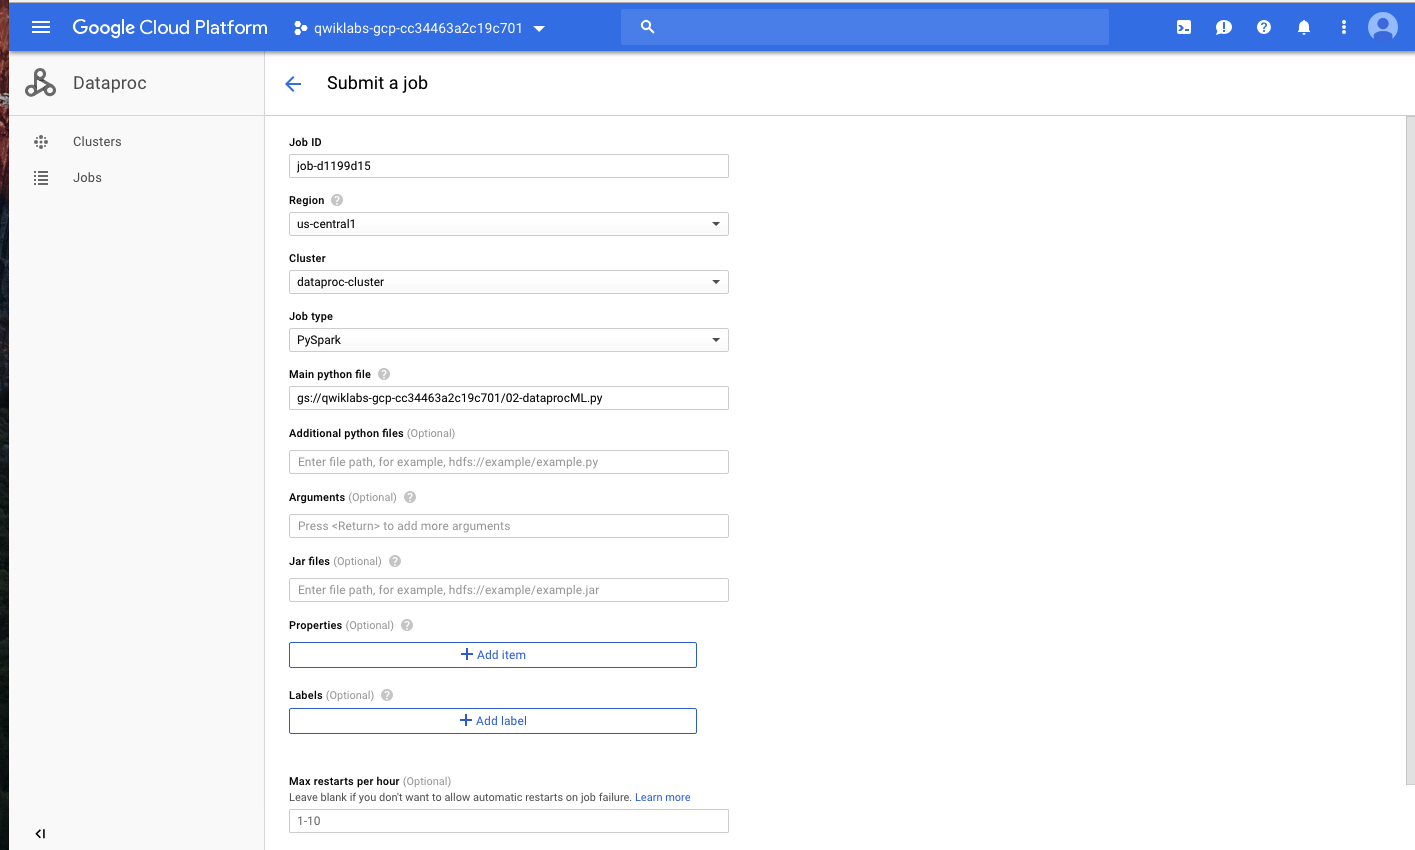 Google Cloud Platform
qwiklabs-gcp-cc34463a2c19c701
Dataproc
Submit a job
Clusters
Jobs
Job ID
job-d1199d15
Region
us-central1
Cluster
dataproc-cluster
Job type
PySpark
Main python file
gs://qwiklabs-gcp-cc34463a2c19c701/02-dataprocML.py
Additional python files (Optional)
Enter file path, for example, hdfs://example/example.py
Arguments (Optional)
Press <Return> to add more arguments
Jar files (Optional)
Enter file path, for example, hdfs://example/example.jar
Properties (Optional)
Add item
Labels (Optional)
Add label
Max restarts per hour (Optional)
Leave blank if you don't want to allow automatic restarts on job failure. Learn more
1-10